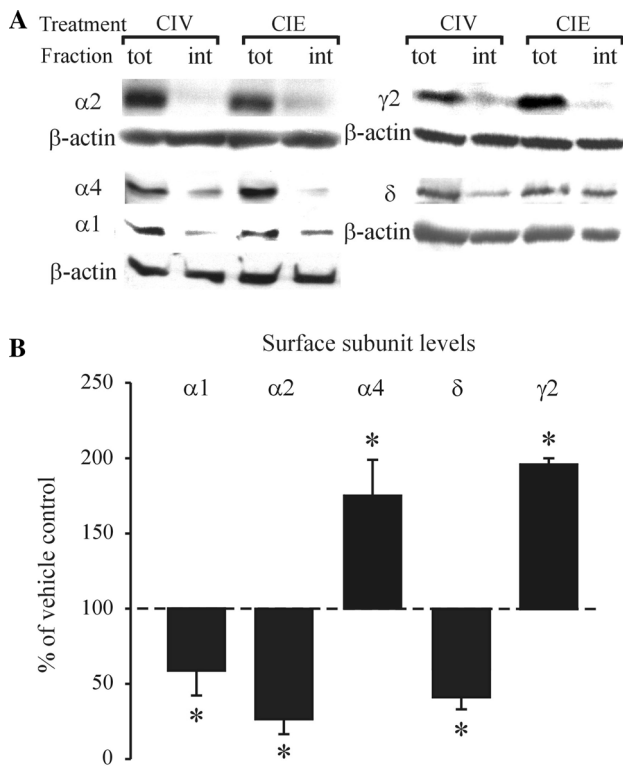 A
Treatment CIV CIE CIV CIE
Fraction tot int tot int tot int tot int
α2 γ2
β-actin β-actin
α4 δ
α1 β-actin
β-actin
B
Surface subunit levels
α1 α2 α4 δ γ2
% of vehicle control
250
200
150
100
50
0
* * * * *